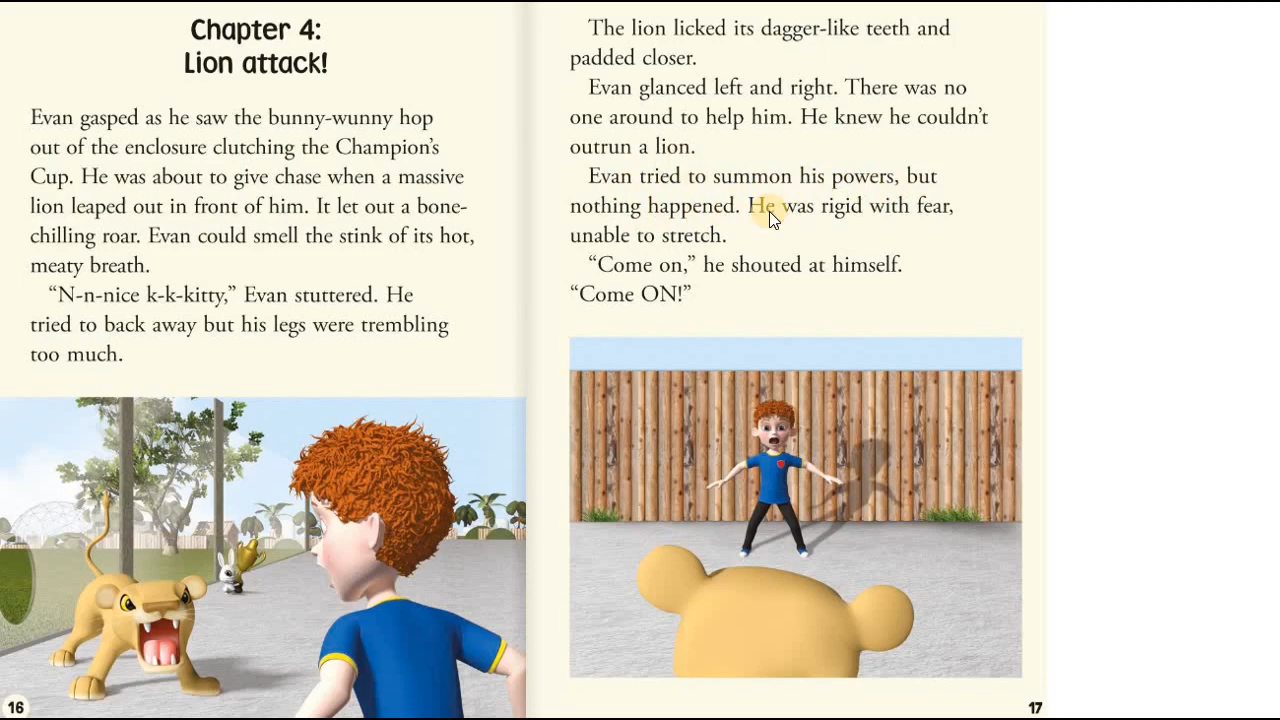 Chapter 4:
Lion attack!
Evan gasped as he saw the bunny-wunny hop
out of the enclosure clutching the Champion’s
Cup. He was about to give chase when a massive
lion leaped out in front of him. It let out a bone-
chilling roar. Evan could smell the stink of its hot,
meaty breath.
“N-n-nice k-k-kitty,” Evan stuttered. He
tried to back away but his legs were trembling
too much.
16
The lion licked its dagger-like teeth and
padded closer.
Evan glanced left and right. There was no
one around to help him. He knew he couldn’t
outrun a lion.
Evan tried to summon his powers, but
nothing happened. He was rigid with fear,
unable to stretch.
“Come on,” he shouted at himself.
“Come ON!”
17